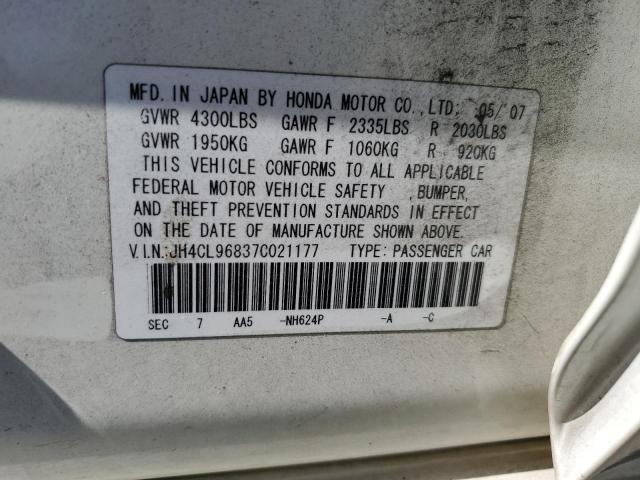 MFD. IN JAPAN BY HONDA MOTOR CO., LTD; 05/ 07
GVWR 4300LBS GAWR F 2335LBS R 2030LBS
GVWR 1950KG GAWR F 1060KG R 920KG
THIS VEHICLE CONFORMS TO ALL APPLICABLE
FEDERAL MOTOR VEHICLE SAFETY , BUMPER,
AND THEFT PREVENTION STANDARDS IN EFFECT
ON THE DATE OF MANUFACTURE SHOWN ABOVE.
V.I.N.:JH4CL96837C021177 TYPE: PASSENGER CAR
SEC 7 AA5 -NH624P -A -C